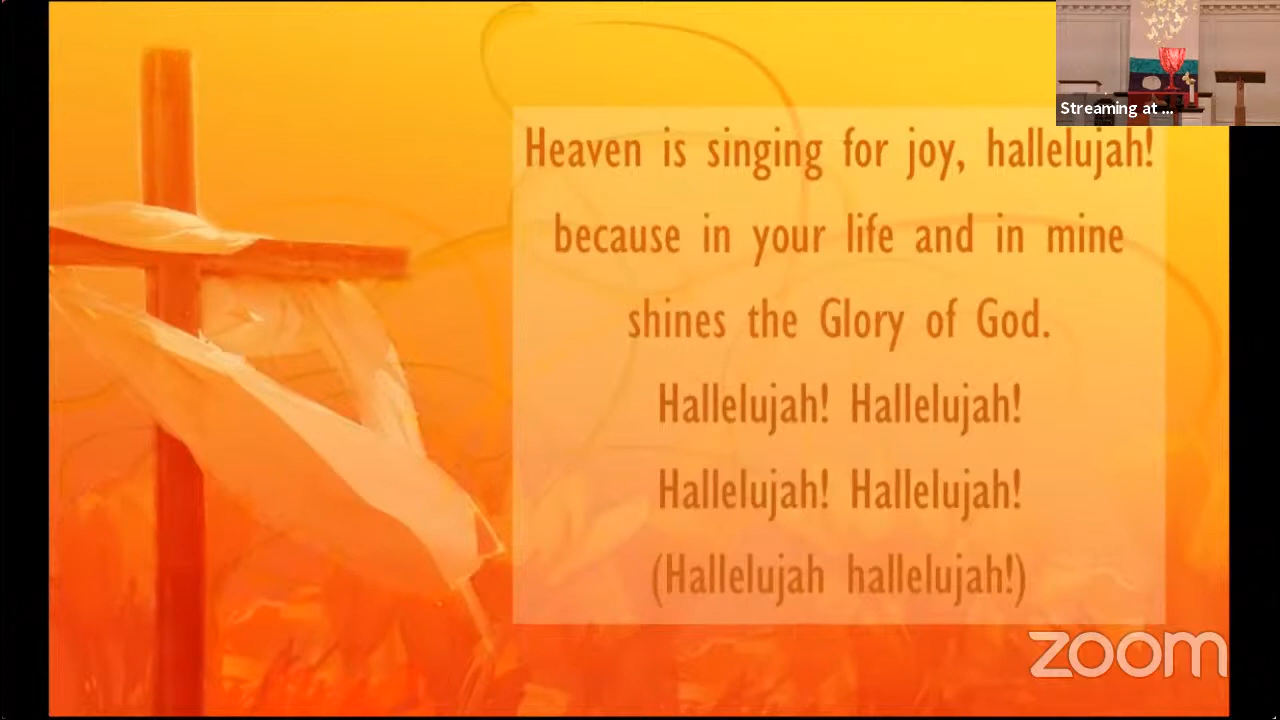 Streaming at ...
Heaven is singing for joy, hallelujah!
because in your life and in mine
shines the Glory of God.
Hallelujah! Hallelujah!
Hallelujah! Hallelujah!
(Hallelujah hallelujah!)
zoom